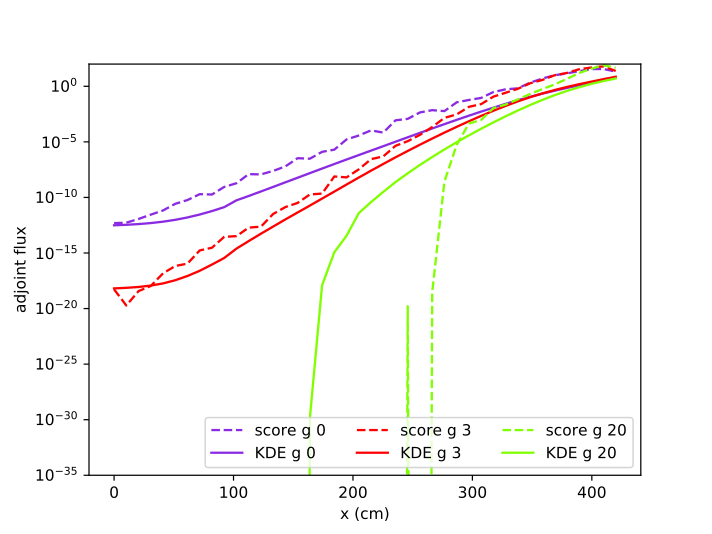 10^0
10^-5
10^-10
10^-15
10^-20
10^-25
10^-30
10^-35
adjoint flux
score g 0 score g 3 score g 20
KDE g 0 KDE g 3 KDE g 20
0 100 200 300 400
x (cm)